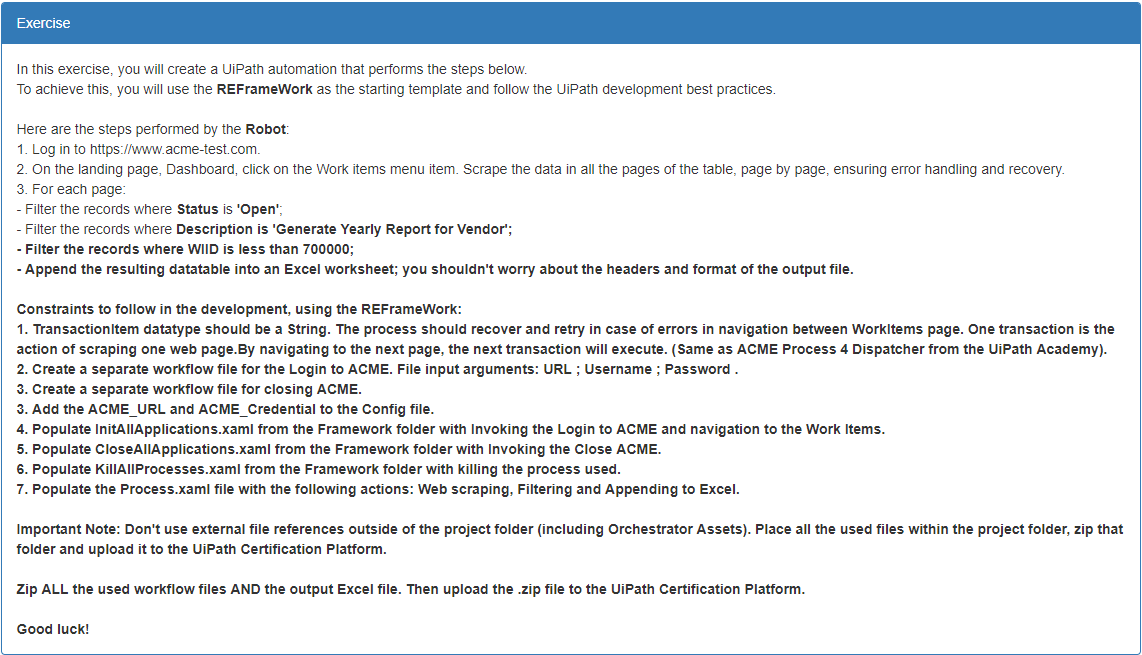 Exercise
In this exercise, you will create a UiPath automation that performs the steps below.
To achieve this, you will use the REFrameWork as the starting template and follow the UiPath development best practices.
Here are the steps performed by the Robot:
1. Log in to https://www.acme-test.com.
2. On the landing page, Dashboard, click on the Work items menu item. Scrape the data in all the pages of the table, page by page, ensuring error handling and recovery.
3. For each page:
- Filter the records where Status is 'Open';
- Filter the records where Description is 'Generate Yearly Report for Vendor';
- Filter the records where WIID is less than 700000;
- Append the resulting datatable into an Excel worksheet; you shouldn't worry about the headers and format of the output file.
Constraints to follow in the development, using the REFrameWork:
1. TransactionItem datatype should be a String. The process should recover and retry in case of errors in navigation between WorkItems page. One transaction is the
action of scraping one web page.By navigating to the next page, the next transaction will execute. (Same as ACME Process 4 Dispatcher from the UiPath Academy).
2. Create a separate workflow file for the Login to ACME. File input arguments: URL ; Username ; Password .
3. Create a separate workflow file for closing ACME.
3. Add the ACME_URL and ACME_Credential to the Config file.
4. Populate InitAllApplications.xaml from the Framework folder with Invoking the Login to ACME and navigation to the Work Items.
5. Populate CloseAllApplications.xaml from the Framework folder with Invoking the Close ACME.
6. Populate KillAllProcesses.xaml from the Framework folder with killing the process used.
7. Populate the Process.xaml file with the following actions: Web scraping, Filtering and Appending to Excel.
Important Note: Don't use external file references outside of the project folder (including Orchestrator Assets). Place all the used files within the project folder, zip that
folder and upload it to the UiPath Certification Platform.
Zip ALL the used workflow files AND the output Excel file. Then upload the .zip file to the UiPath Certification Platform.
Good luck!